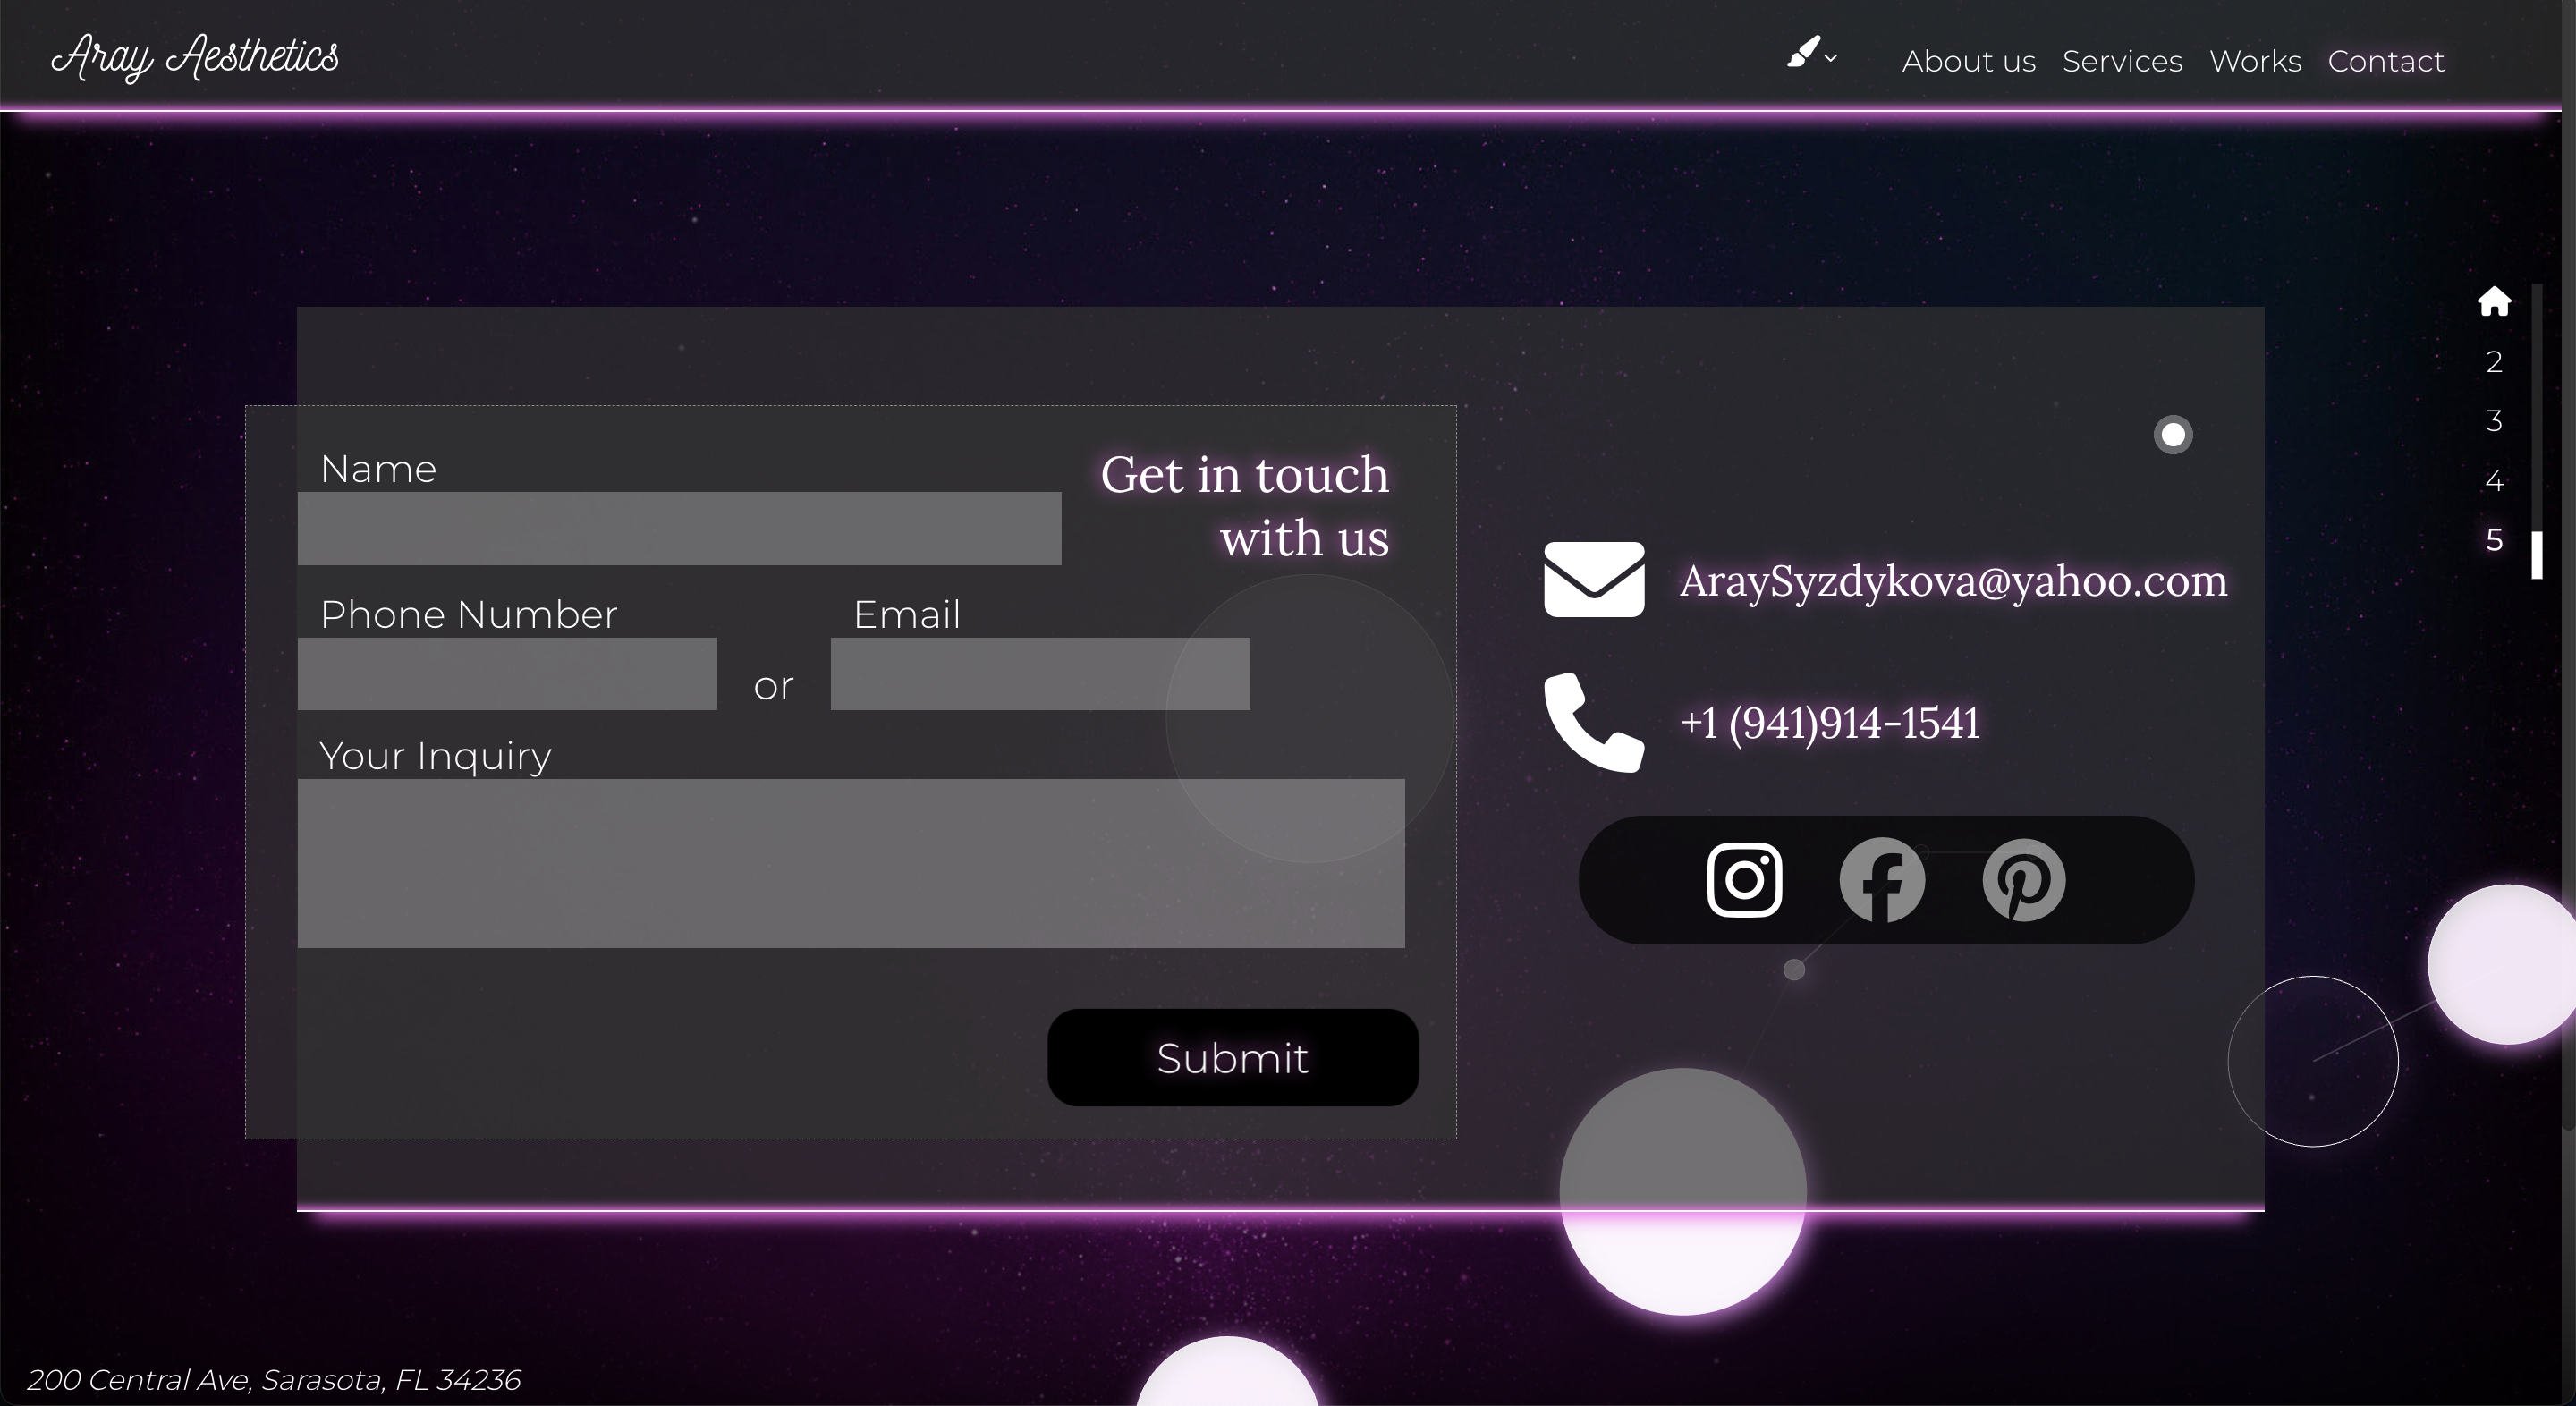 Aray Aesthetics
About us Services Works Contact
2
3
4
5
Get in touch
with us
Name
Phone Number
or
Email
Your Inquiry
Submit
AraySyzdykova@yahoo.com
+1 (941)914-1541
200 Central Ave, Sarasota, FL 34236